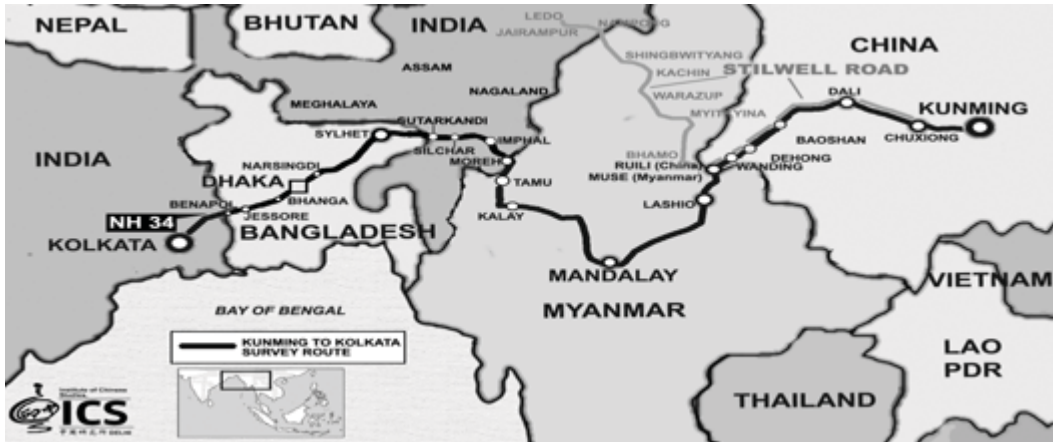 NEPAL
BHUTAN
INDIA
LEDO
NAMPONG
JAIRAMPUR
CHINA
ASSAM
SHINGBWITYANG
KACHIN
STILWELL ROAD
NAGALAND
WARAZUP
DALI
KUNMING
MEGHALAYA
MYITKYINA
SUTARKANDI
SYLHET
IMPHAL
BAOSHAN
CHUXIONG
INDIA
SILCHAR
MOREH
BHAMO
DEHONG
NARSINGDI
RUILI (China)
WANDING
DHAKA
TAMU
MUSE (Myanmar)
BHANGA
LASHIO
BENAPOL
JESSORE
KALAY
NH 34
KOLKATA
BANGLADESH
MANDALAY
VIETNAM
MYANMAR
BAY OF BENGAL
KUNMING TO KOLKATA
SURVEY ROUTE
LAO
PDR
THAILAND
Institute of Chinese
Studies
ICS
DELHI